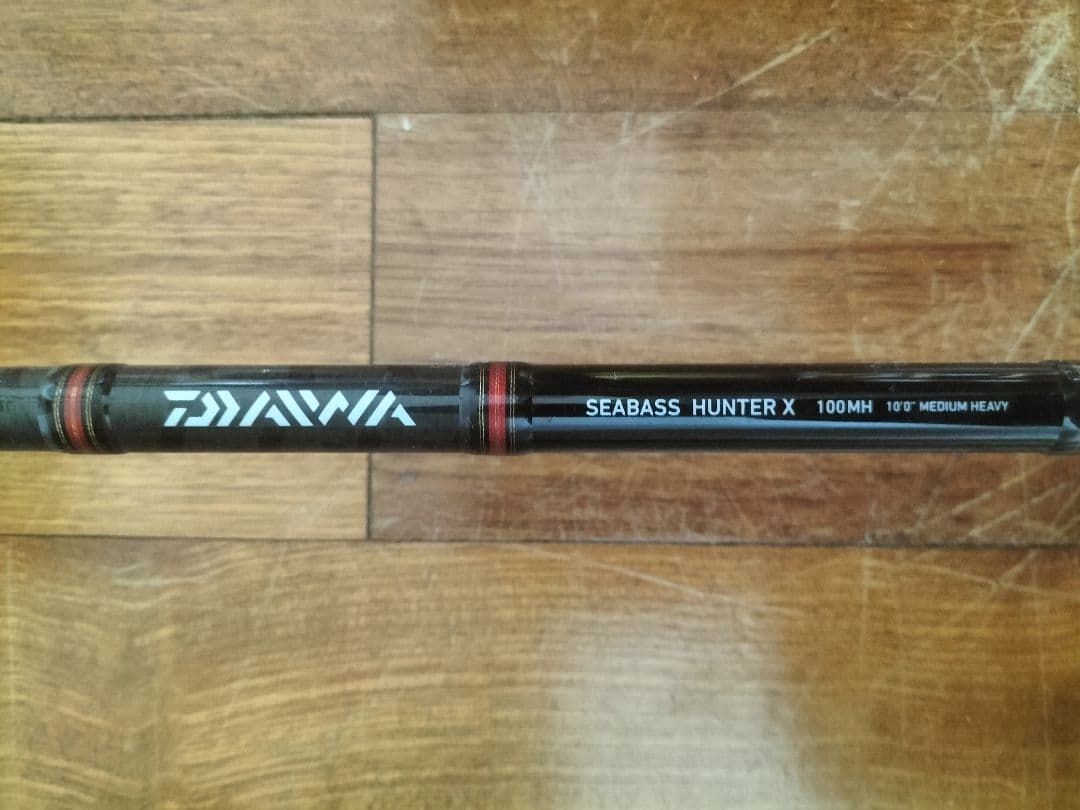 DAIWA SEABASS HUNTER X 100MH 10'0" MEDIUM HEAVY